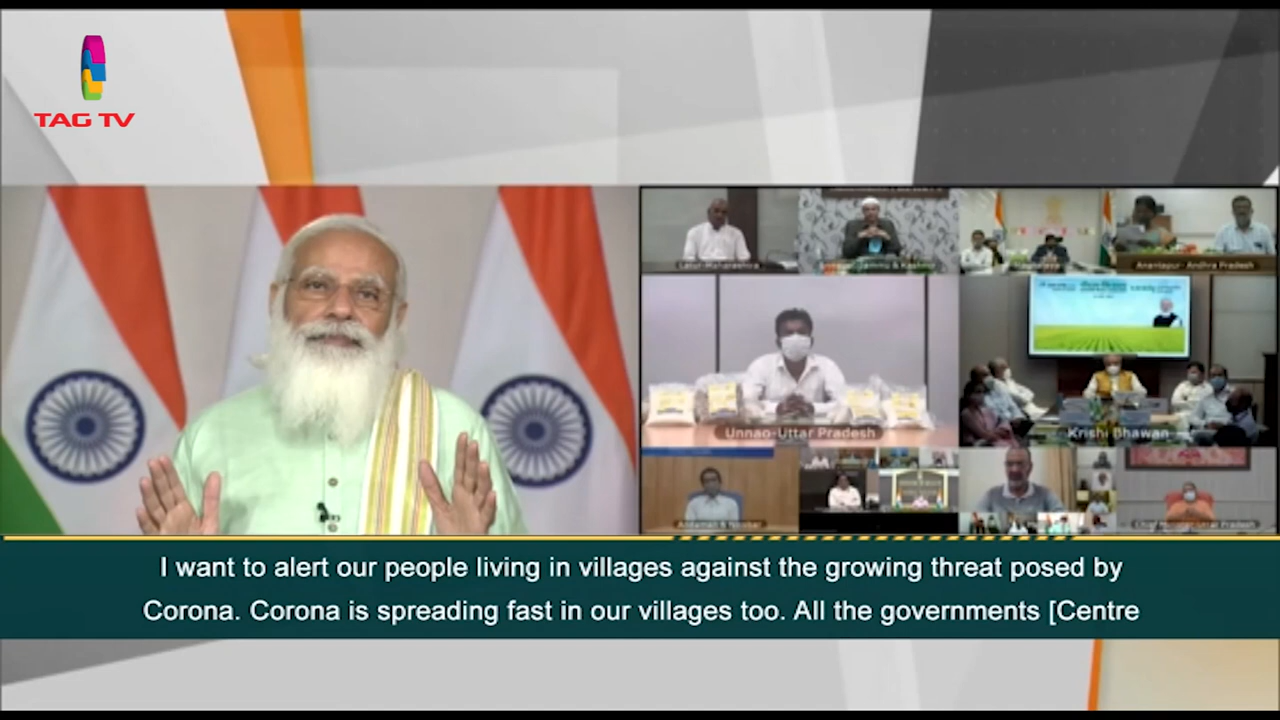 TAG TV
Anantapur- Andhra Pradesh
Unnao-Uttar Pradesh
Krishi Bhawan
I want to alert our people living in villages against the growing threat posed by
Corona. Corona is spreading fast in our villages too. All the governments [Centre